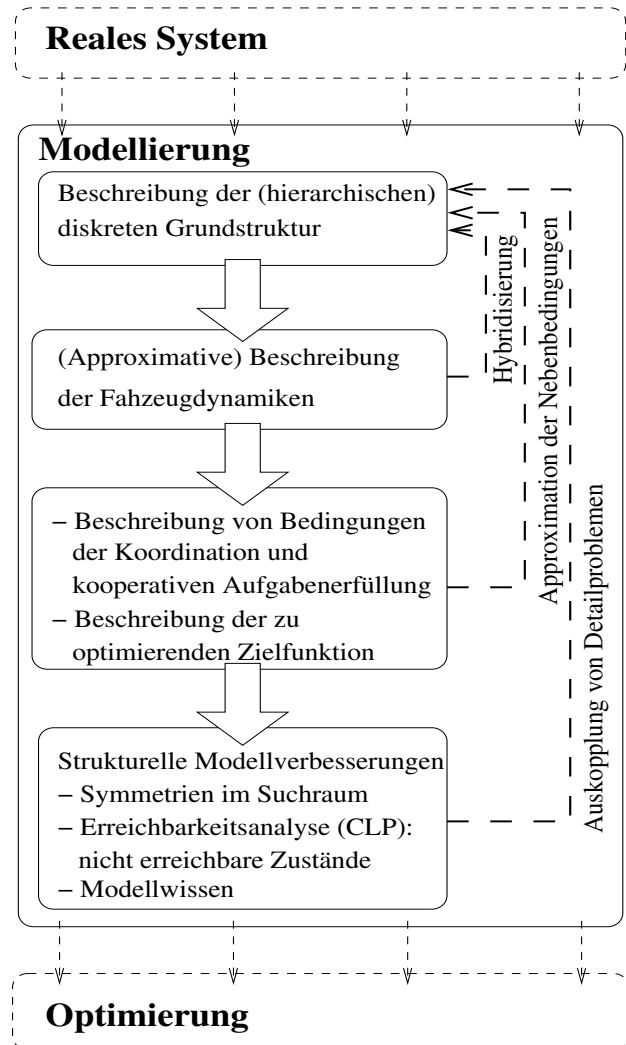 Reales System
Modellierung
Beschreibung der (hierarchischen)
diskreten Grundstruktur
(Approximative) Beschreibung
der Fahzeugdynamiken
− Beschreibung von Bedingungen
der Koordination und
kooperativen Aufgabenerfüllung
− Beschreibung der zu
optimierenden Zielfunktion
Strukturelle Modellverbesserungen
− Symmetrien im Suchraum
− Erreichbarkeitsanalyse (CLP):
nicht erreichbare Zustände
− Modellwissen
Hybridisierung
Approximation der Nebenbedingungen
Auskopplung von Detailproblemen
Optimierung